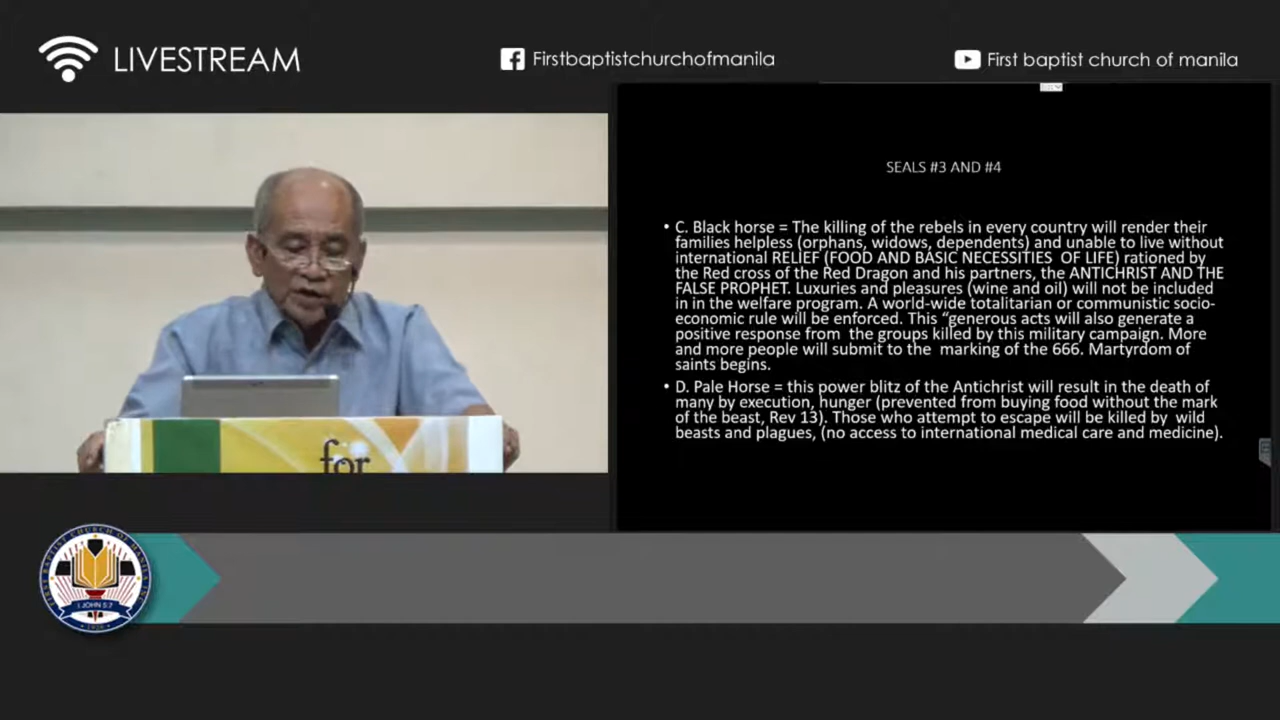 LIVESTREAM
Firstbaptistchurchofmanila
First baptist church of manila
SEALS #3 AND #4
• C. Black horse = The killing of the rebels in every country will render their
families helpless (orphans, widows, dependents) and unable to live without
international RELIEF (FOOD AND BASIC NECESSITIES OF LIFE) rationed by
the Red cross of the Red Dragon and his partners, the ANTICHRIST AND THE
FALSE PROPHET. Luxuries and pleasures (wine and oil) will not be included
in in the welfare program. A world-wide totalitarian or communistic socio-
economic rule will be enforced. This “generous acts will also generate a
positive response from the groups killed by this military campaign. More
and more people will submit to the marking of the 666. Martyrdom of
saints begins.
• D. Pale Horse = this power blitz of the Antichrist will result in the death of
many by execution, hunger (prevented from buying food without the mark
of the beast, Rev 13). Those who attempt to escape will be killed by wild
beasts and plagues, (no access to international medical care and medicine).
for
FIRST BAPTIST CHURCH OF MANILA INC.
I JOHN 5:7